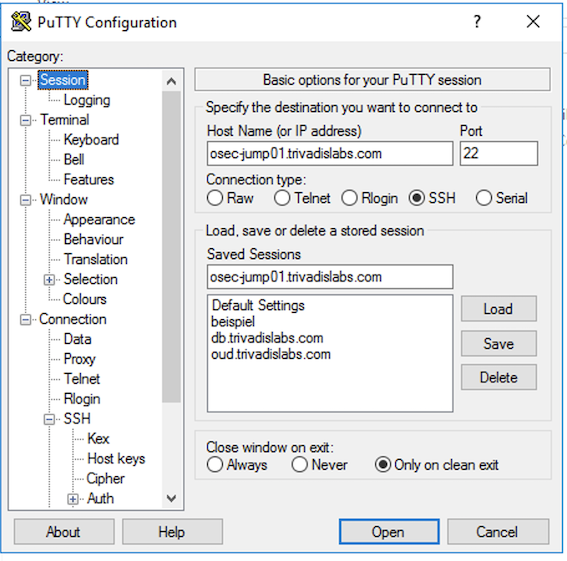 PuTTY Configuration ?
Category:
Session
Logging
Terminal
Keyboard
Bell
Features
Window
Appearance
Behaviour
Translation
Selection
Colours
Connection
Data
Proxy
Telnet
Rlogin
SSH
Kex
Host keys
Cipher
Auth
Basic options for your PuTTY session
Specify the destination you want to connect to
Host Name (or IP address) Port
osec-jump01.trivadislabs.com 22
Connection type:
Raw Telnet Rlogin SSH Serial
Load, save or delete a stored session
Saved Sessions
osec-jump01.trivadislabs.com
Default Settings
beispiel
db.trivadislabs.com
oud.trivadislabs.com
Load
Save
Delete
Close window on exit:
Always Never Only on clean exit
About Help Open Cancel